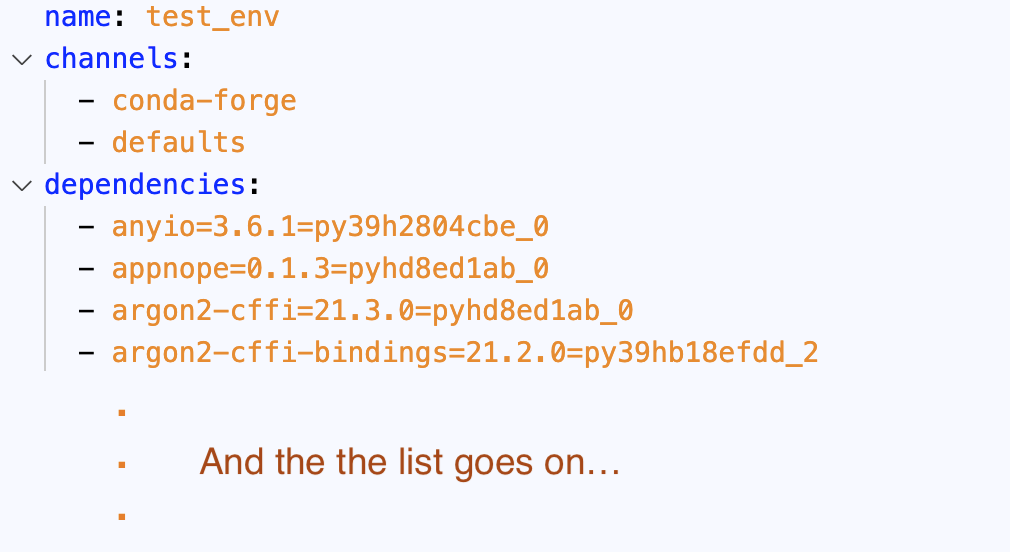 name: test_env
channels:
- conda-forge
- defaults
dependencies:
- anyio=3.6.1=py39h2804cbe_0
- appnope=0.1.3=pyhd8ed1ab_0
- argon2-cffi=21.3.0=pyhd8ed1ab_0
- argon2-cffi-bindings=21.2.0=py39hb18efdd_2
.
. And the the list goes on...
.